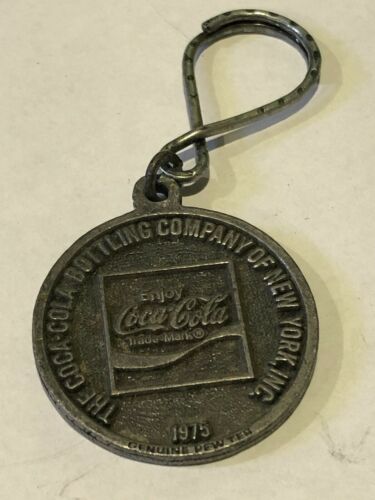 THE COCA-COLA BOTTLING COMPANY OF NEW YORK, INC.
Enjoy
Coca-Cola
Trade-Mark®
1975
GENUINE PEWTER